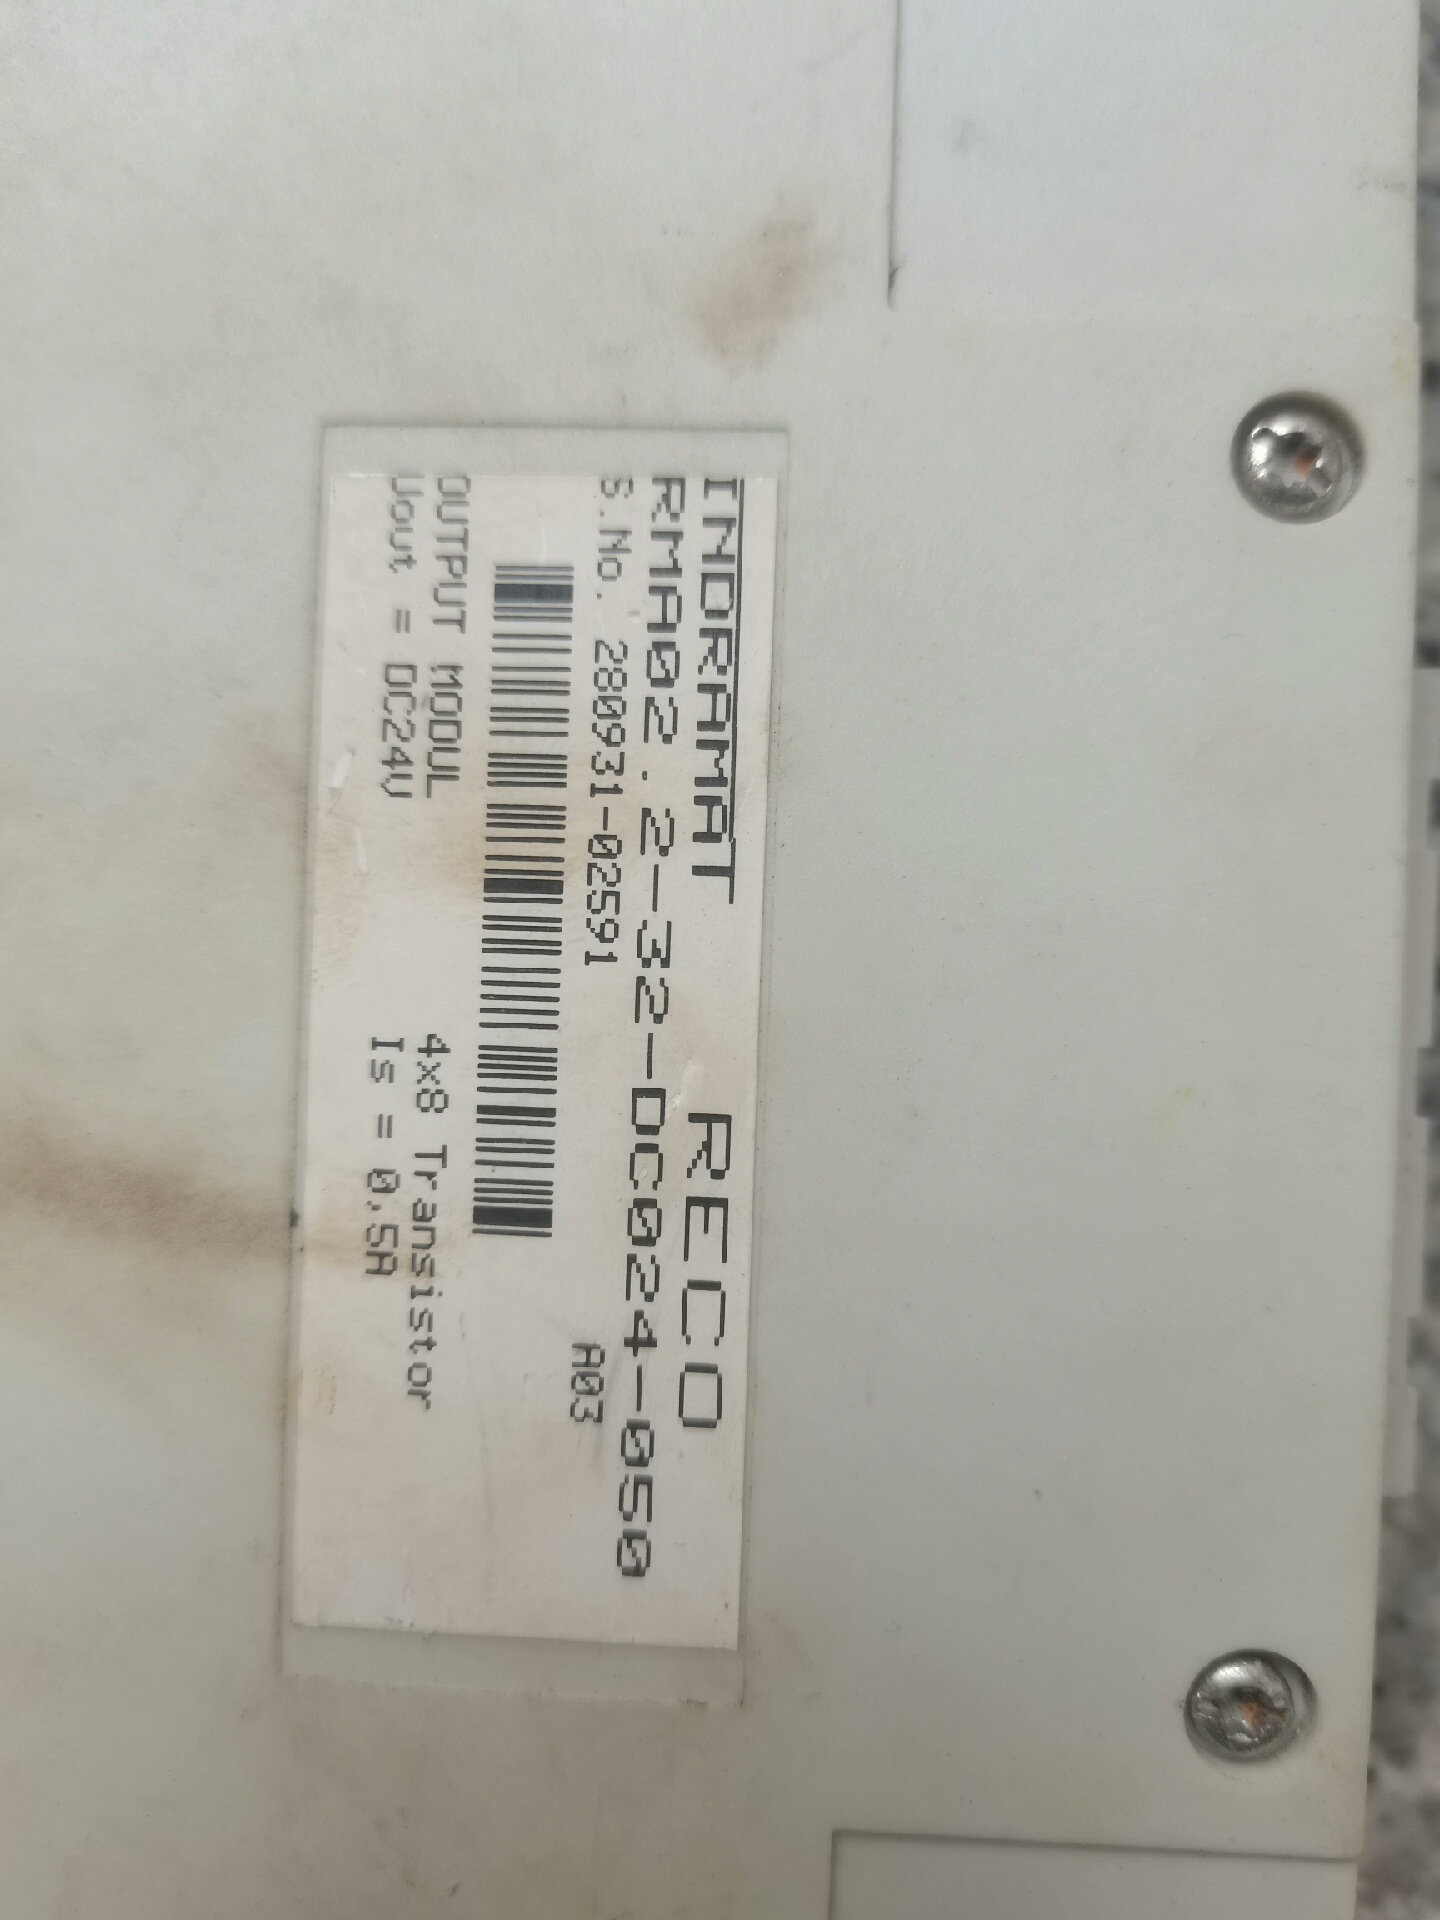 INDRAMAT RECO
RMA02.2-32-DC024-050
S.No. 280931-02591 A03
OUTPUT MODUL 4x8 Transistor
Uout = DC24V Is = 0.5A